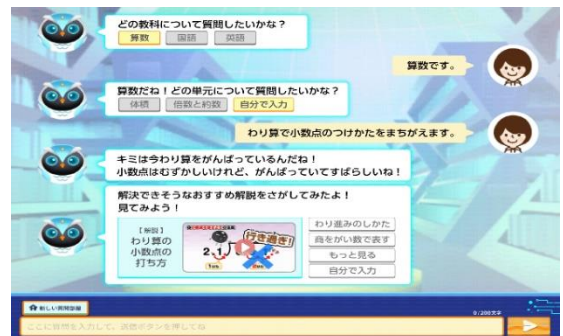 どの教科について質問したいかな？
算数 国語 英語
算数です。
算数だね！どの単元について質問したいかな？
体積 倍数と約数 自分で入力
わり算で小数点のつけかたをまちがえます。
キミは今わり算をがんばっているんだね！
小数点はむずかしいけれど、がんばっていてすばらしいね！
解決できそうなおすすめ解説をさがしてみたよ！
見てみよう！
【解説】
わり算の
小数点の
打ち方
行き過ぎ!
2.1
わり進みのしかた
商をがい数で表す
もっと見る
自分で入力
新しい質問部屋
0/200文字
ここに質問を入力して、送信ボタンを押してね